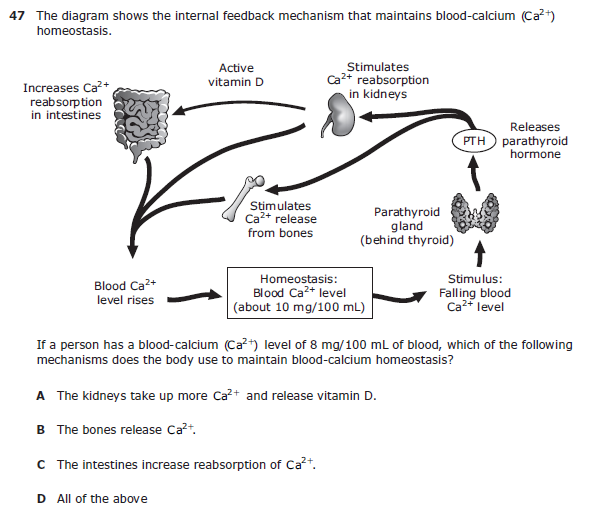 47 The diagram shows the internal feedback mechanism that maintains blood-calcium (Ca²⁺)
homeostasis.
Increases Ca²⁺
reabsorption
in intestines
Active
vitamin D
Stimulates
Ca²⁺ reabsorption
in kidneys
PTH
Releases
parathyroid
hormone
Stimulates
Ca²⁺ release
from bones
Parathyroid
gland
(behind thyroid)
Blood Ca²⁺
level rises
Homeostasis:
Blood Ca²⁺ level
(about 10 mg/100 mL)
Stimulus:
Falling blood
Ca²⁺ level
If a person has a blood-calcium (Ca²⁺) level of 8 mg/100 mL of blood, which of the following
mechanisms does the body use to maintain blood-calcium homeostasis?
A The kidneys take up more Ca²⁺ and release vitamin D.
B The bones release Ca²⁺.
C The intestines increase reabsorption of Ca²⁺.
D All of the above